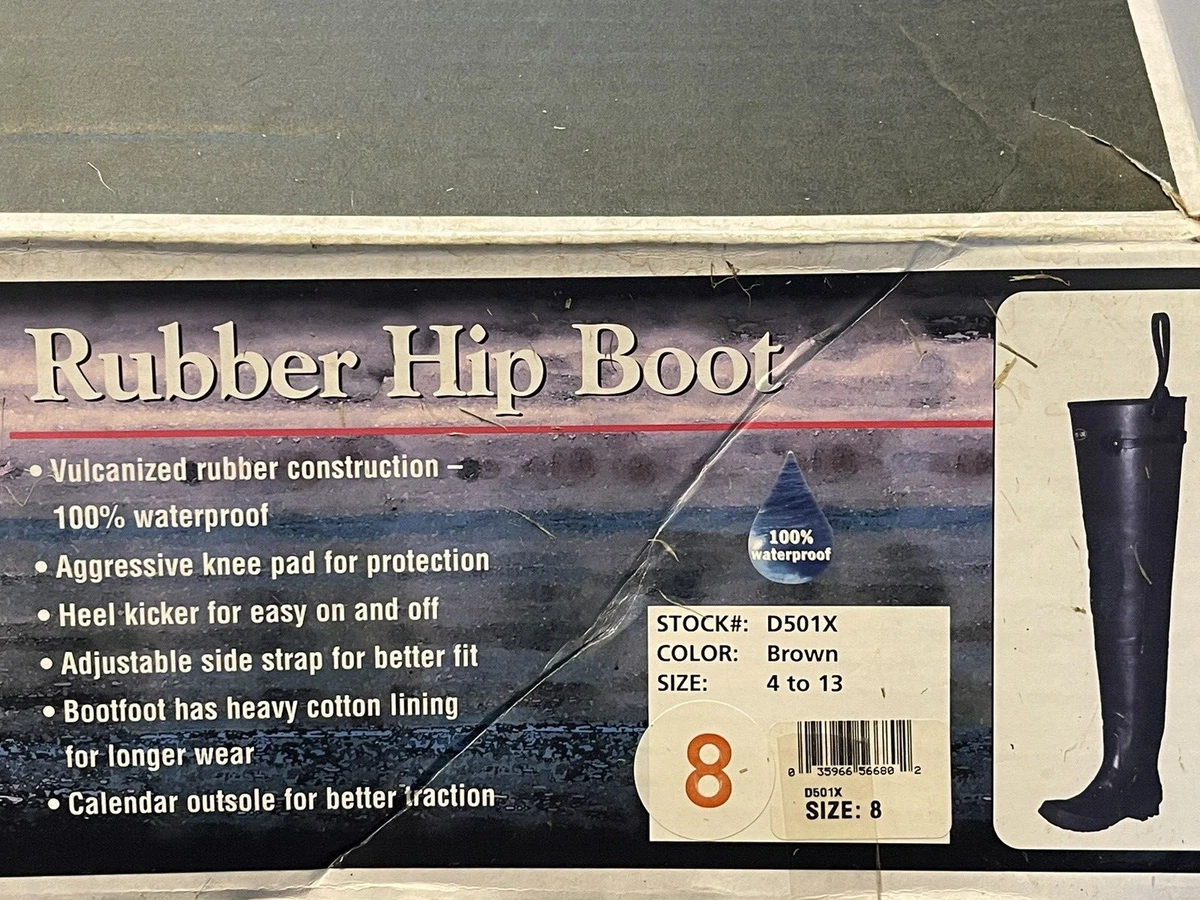 Rubber Hip Boot
• Vulcanized rubber construction –
100% waterproof
• Aggressive knee pad for protection
• Heel kicker for easy on and off
• Adjustable side strap for better fit
• Bootfoot has heavy cotton lining
for longer wear
• Calendar outsole for better traction
100%
waterproof
STOCK#: D501X
COLOR: Brown
SIZE: 4 to 13
8
0 35966 56680 2
D501X
SIZE: 8